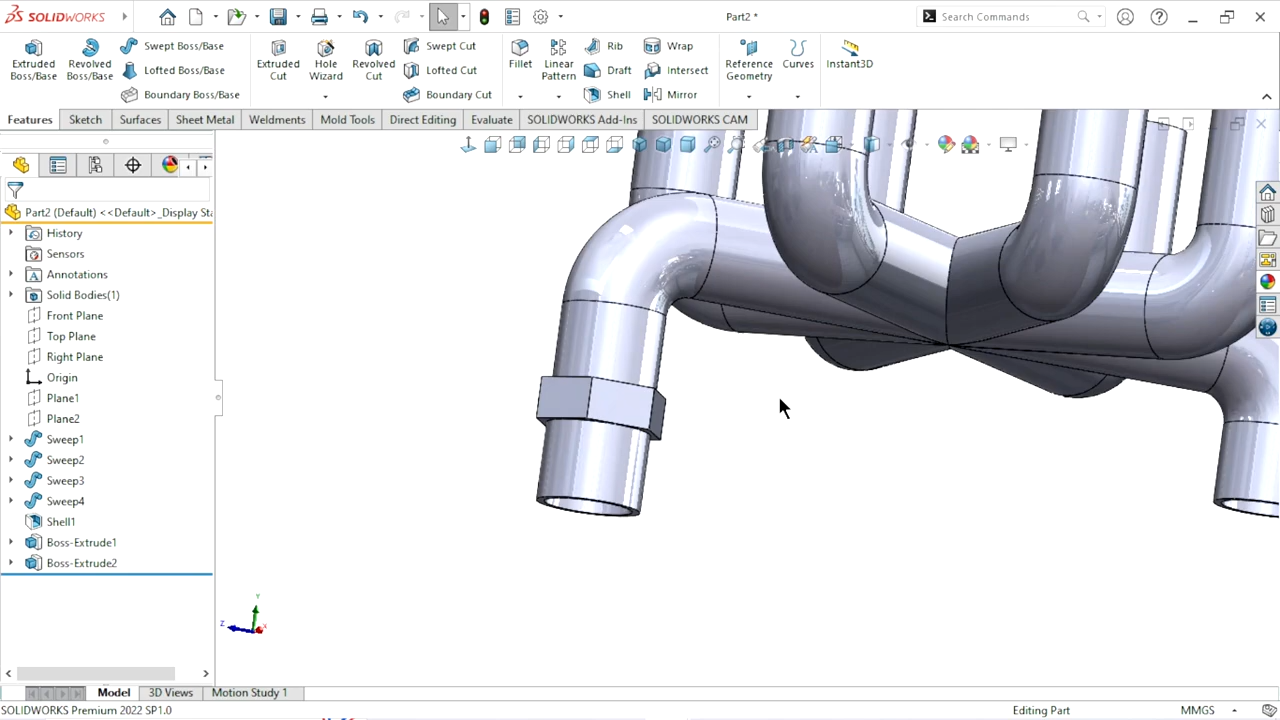 SOLIDWORKS
Part2 *
Search Commands
Extruded Boss/Base
Revolved Boss/Base
Swept Boss/Base
Lofted Boss/Base
Boundary Boss/Base
Extruded Cut
Hole Wizard
Revolved Cut
Swept Cut
Lofted Cut
Boundary Cut
Fillet
Linear Pattern
Rib
Draft
Shell
Wrap
Intersect
Mirror
Reference Geometry
Curves
Instant3D
Features Sketch Surfaces Sheet Metal Weldments Mold Tools Direct Editing Evaluate SOLIDWORKS Add-Ins SOLIDWORKS CAM
Part2 (Default) <<Default>_Display Sta
History
Sensors
Annotations
Solid Bodies(1)
Front Plane
Top Plane
Right Plane
Origin
Plane1
Plane2
Sweep1
Sweep2
Sweep3
Sweep4
Shell1
Boss-Extrude1
Boss-Extrude2
Y
Z
X
Model 3D Views Motion Study 1
SOLIDWORKS Premium 2022 SP1.0
Editing Part
MMGS